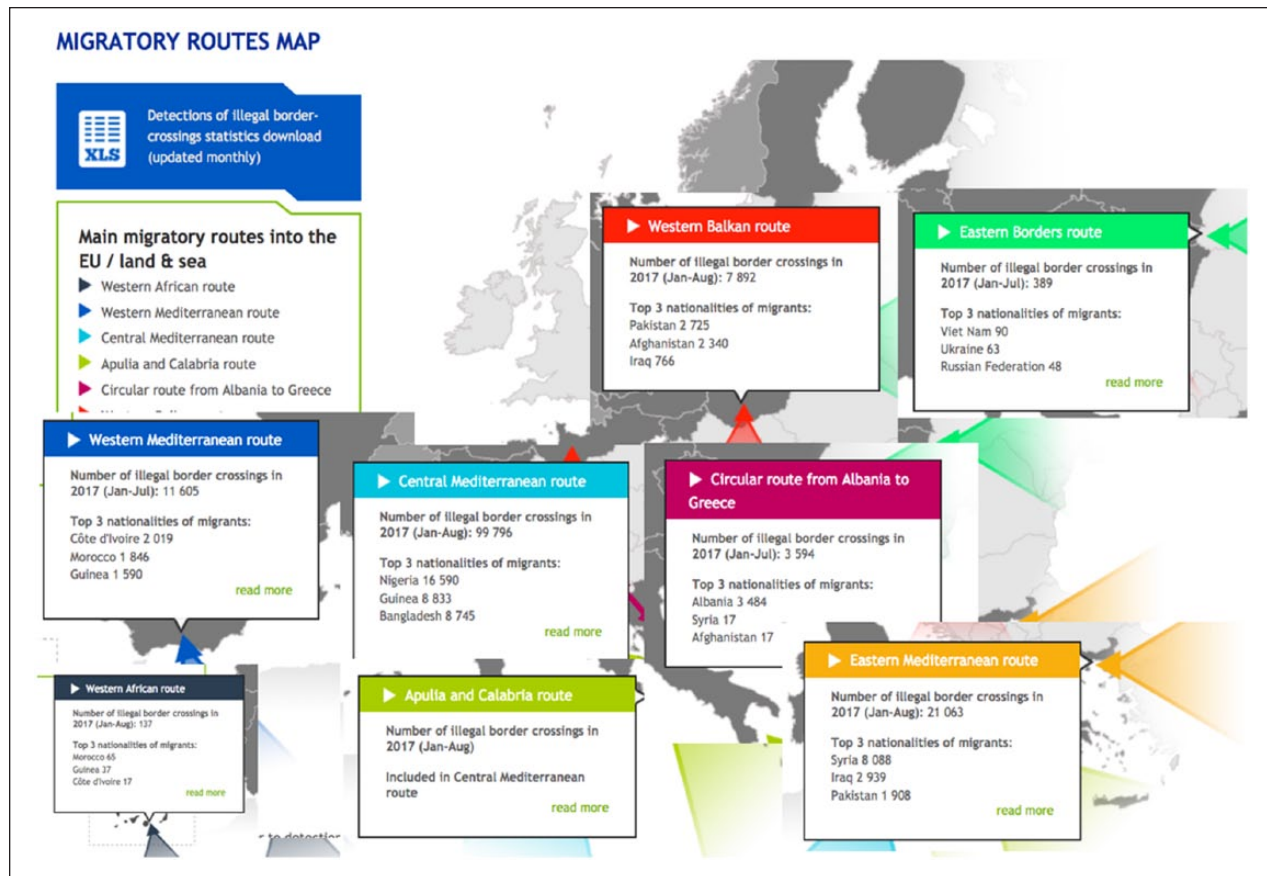 MIGRATORY ROUTES MAP
XLS
Detections of illegal border-
crossings statistics download
(updated monthly)
Main migratory routes into the
EU / land & sea
Western African route
Western Mediterranean route
Central Mediterranean route
Apulia and Calabria route
Circular route from Albania to Greece
Western Balkan route
Number of illegal border crossings in
2017 (Jan-Aug): 7 892
Top 3 nationalities of migrants:
Pakistan 2 725
Afghanistan 2 340
Iraq 766
Eastern Borders route
Number of illegal border crossings in
2017 (Jan-Jul): 389
Top 3 nationalities of migrants:
Viet Nam 90
Ukraine 63
Russian Federation 48
read more
Western Mediterranean route
Number of illegal border crossings in
2017 (Jan-Jul): 11 605
Top 3 nationalities of migrants:
Côte d'Ivoire 2 019
Morocco 1 846
Guinea 1 590
read more
Central Mediterranean route
Number of illegal border crossings in
2017 (Jan-Aug): 99 796
Top 3 nationalities of migrants:
Nigeria 16 590
Guinea 8 833
Bangladesh 8 745
read more
Circular route from Albania to
Greece
Number of illegal border crossings in
2017 (Jan-Jul): 3 594
Top 3 nationalities of migrants:
Albania 3 484
Syria 17
Afghanistan 17
Western African route
Number of illegal border crossings in
2017 (Jan-Aug): 137
Top 3 nationalities of migrants:
Morocco 65
Guinea 37
Côte d'Ivoire 17
read more
Apulia and Calabria route
Number of illegal border crossings in
2017 (Jan-Aug)
Included in Central Mediterranean
route
read more
Eastern Mediterranean route
Number of illegal border crossings in
2017 (Jan-Aug): 21 063
Top 3 nationalities of migrants:
Syria 8 088
Iraq 2 939
Pakistan 1 908
read more